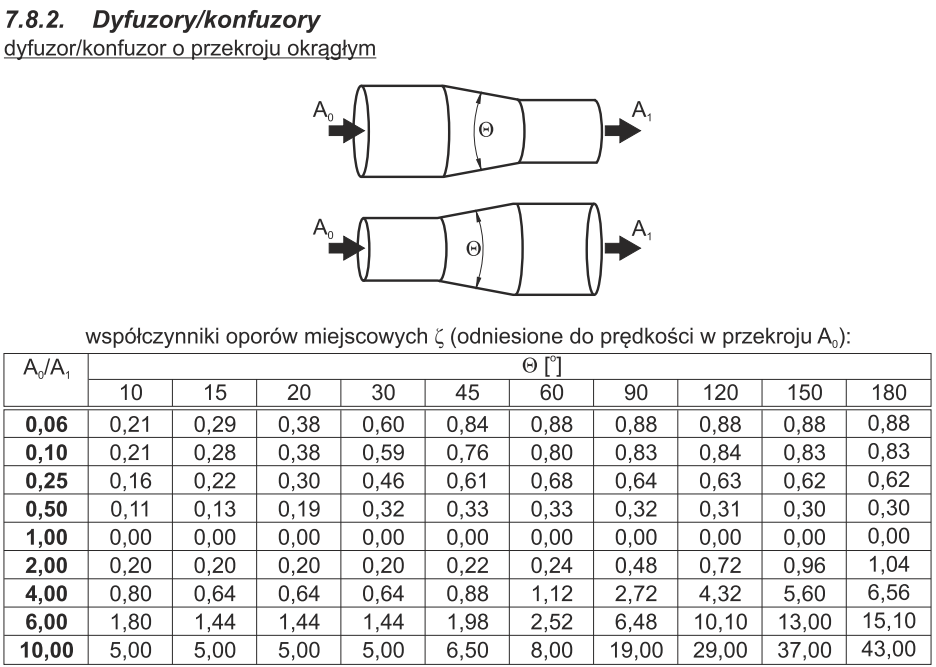 7.8.2. Dyfuzory/konfuzory
dyfuzor/konfuzor o przekroju okrągłym
A₀ Θ A₁
A₀ Θ A₁
współczynniki oporów miejscowych ζ (odniesione do prędkości w przekroju A₀):
A₀/A₁ Θ [°]
10 15 20 30 45 60 90 120 150 180
0,06 0,21 0,29 0,38 0,60 0,84 0,88 0,88 0,88 0,88 0,88
0,10 0,21 0,28 0,38 0,59 0,76 0,80 0,83 0,84 0,83 0,83
0,25 0,16 0,22 0,30 0,46 0,61 0,68 0,64 0,63 0,62 0,62
0,50 0,11 0,13 0,19 0,32 0,33 0,33 0,32 0,31 0,30 0,30
1,00 0,00 0,00 0,00 0,00 0,00 0,00 0,00 0,00 0,00 0,00
2,00 0,20 0,20 0,20 0,20 0,22 0,24 0,48 0,72 0,96 1,04
4,00 0,80 0,64 0,64 0,64 0,88 1,12 2,72 4,32 5,60 6,56
6,00 1,80 1,44 1,44 1,44 1,98 2,52 6,48 10,10 13,00 15,10
10,00 5,00 5,00 5,00 5,00 6,50 8,00 19,00 29,00 37,00 43,00